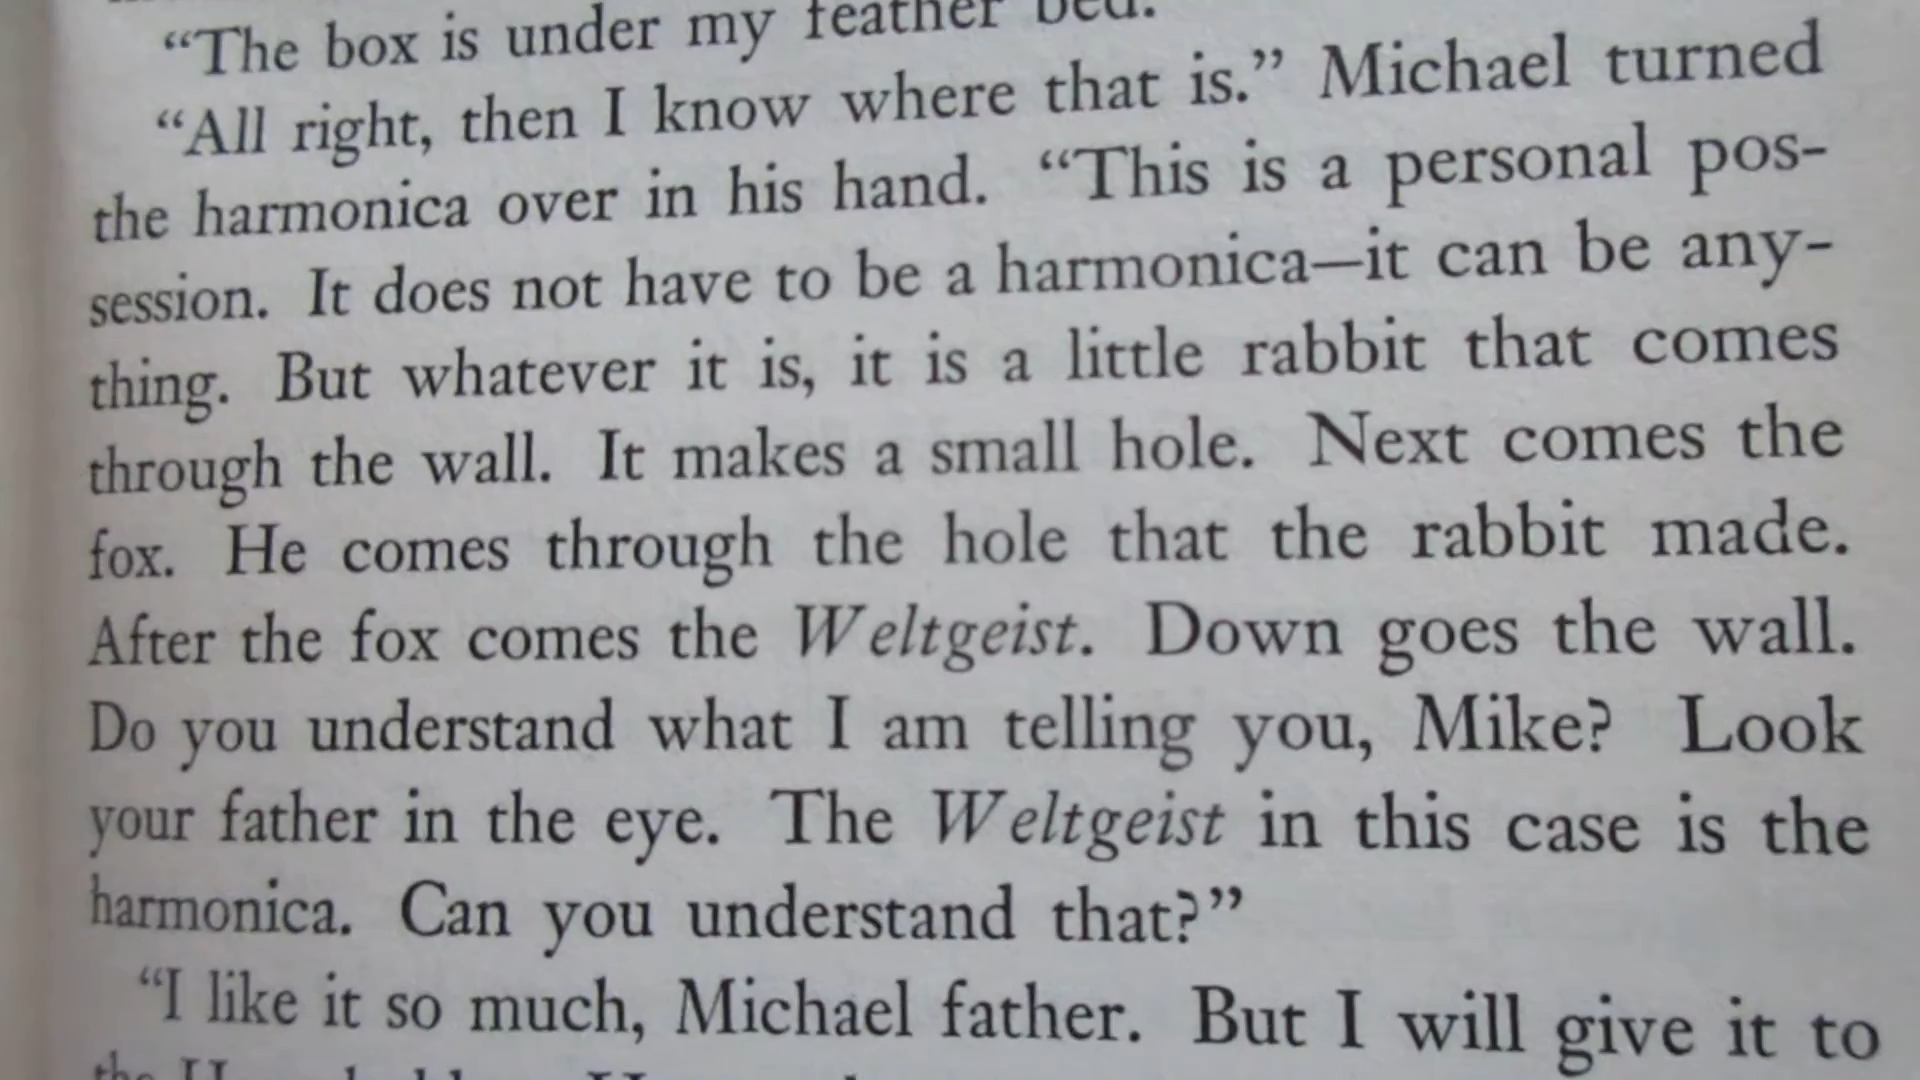 “The box is under my feather bed.
“All right, then I know where that is.” Michael turned
the harmonica over in his hand. “This is a personal pos-
session. It does not have to be a harmonica—it can be any-
thing. But whatever it is, it is a little rabbit that comes
through the wall. It makes a small hole. Next comes the
fox. He comes through the hole that the rabbit made.
After the fox comes the Weltgeist. Down goes the wall.
Do you understand what I am telling you, Mike? Look
your father in the eye. The Weltgeist in this case is the
harmonica. Can you understand that?”
“I like it so much, Michael father. But I will give it to
the